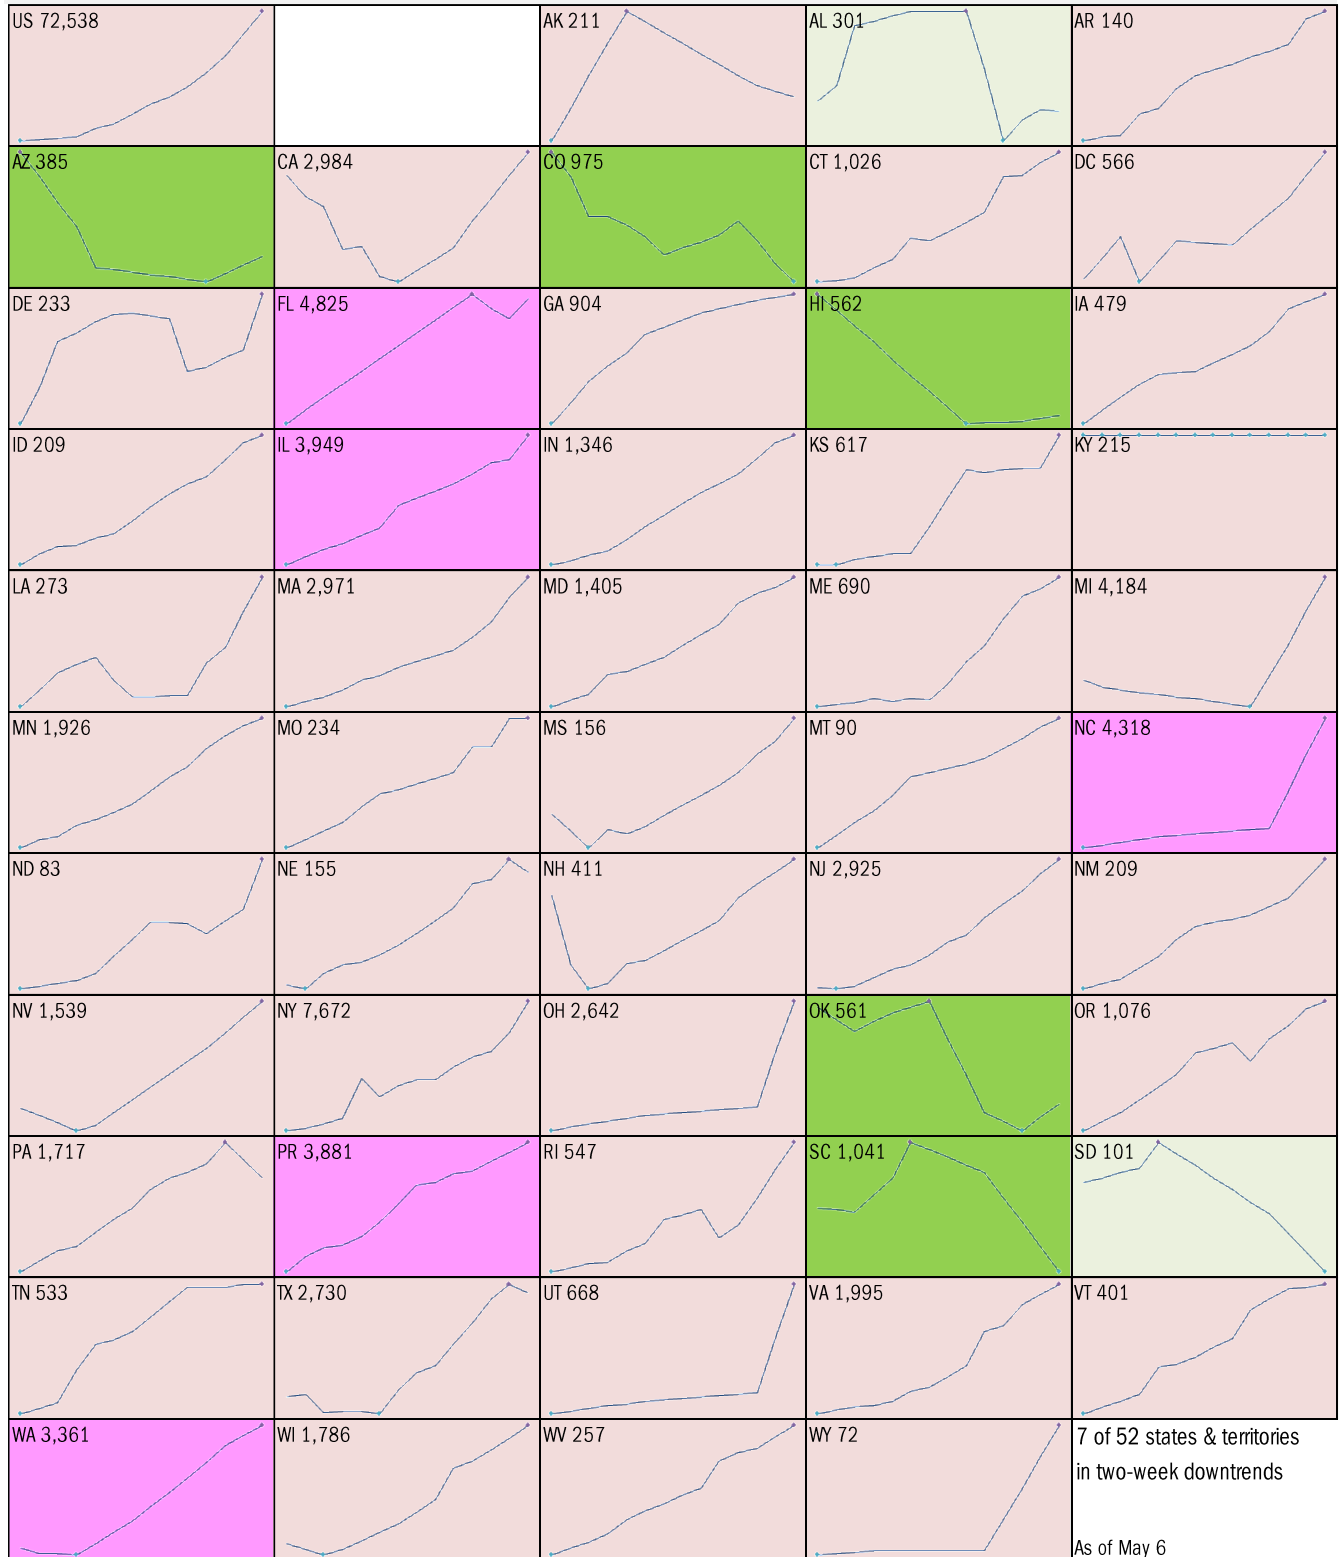 US 72,538
AK 211
AL 301
AR 140
AZ 385
CA 2,984
CO 975
CT 1,026
DC 566
DE 233
FL 4,825
GA 904
HI 562
IA 479
ID 209
IL 3,949
IN 1,346
KS 617
KY 215
LA 273
MA 2,971
MD 1,405
ME 690
MI 4,184
MN 1,926
MO 234
MS 156
MT 90
NC 4,318
ND 83
NE 155
NH 411
NJ 2,925
NM 209
NV 1,539
NY 7,672
OH 2,642
OK 561
OR 1,076
PA 1,717
PR 3,881
RI 547
SC 1,041
SD 101
TN 533
TX 2,730
UT 668
VA 1,995
VT 401
WA 3,361
WI 1,786
WV 257
WY 72
7 of 52 states & territories
in two-week downtrends
As of May 6